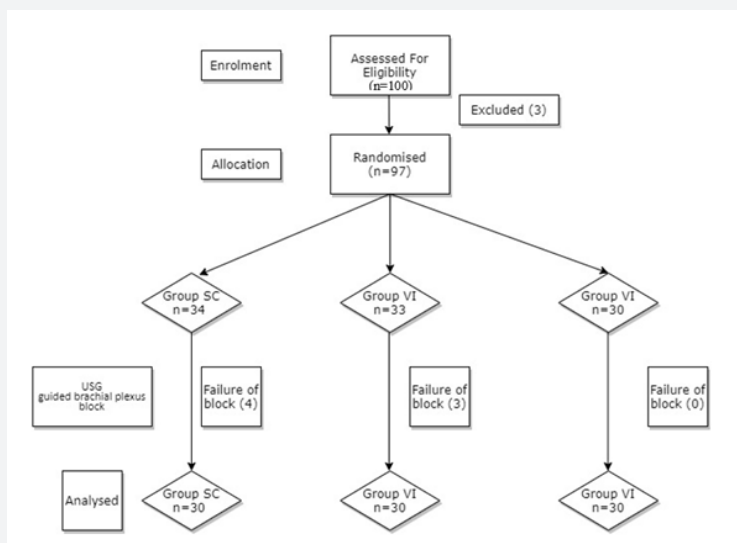 Enrolment
Assessed For
Eligibility
(n=100)
Excluded (3)
Allocation
Randomised
(n=97)
Group SC
n=34
Group VI
n=33
Group VI
n=30
USG
guided brachial plexus
block
Failure of
block (4)
Failure of
block (3)
Failure of
block (0)
Analysed
Group SC
n=30
Group VI
n=30
Group VI
n=30